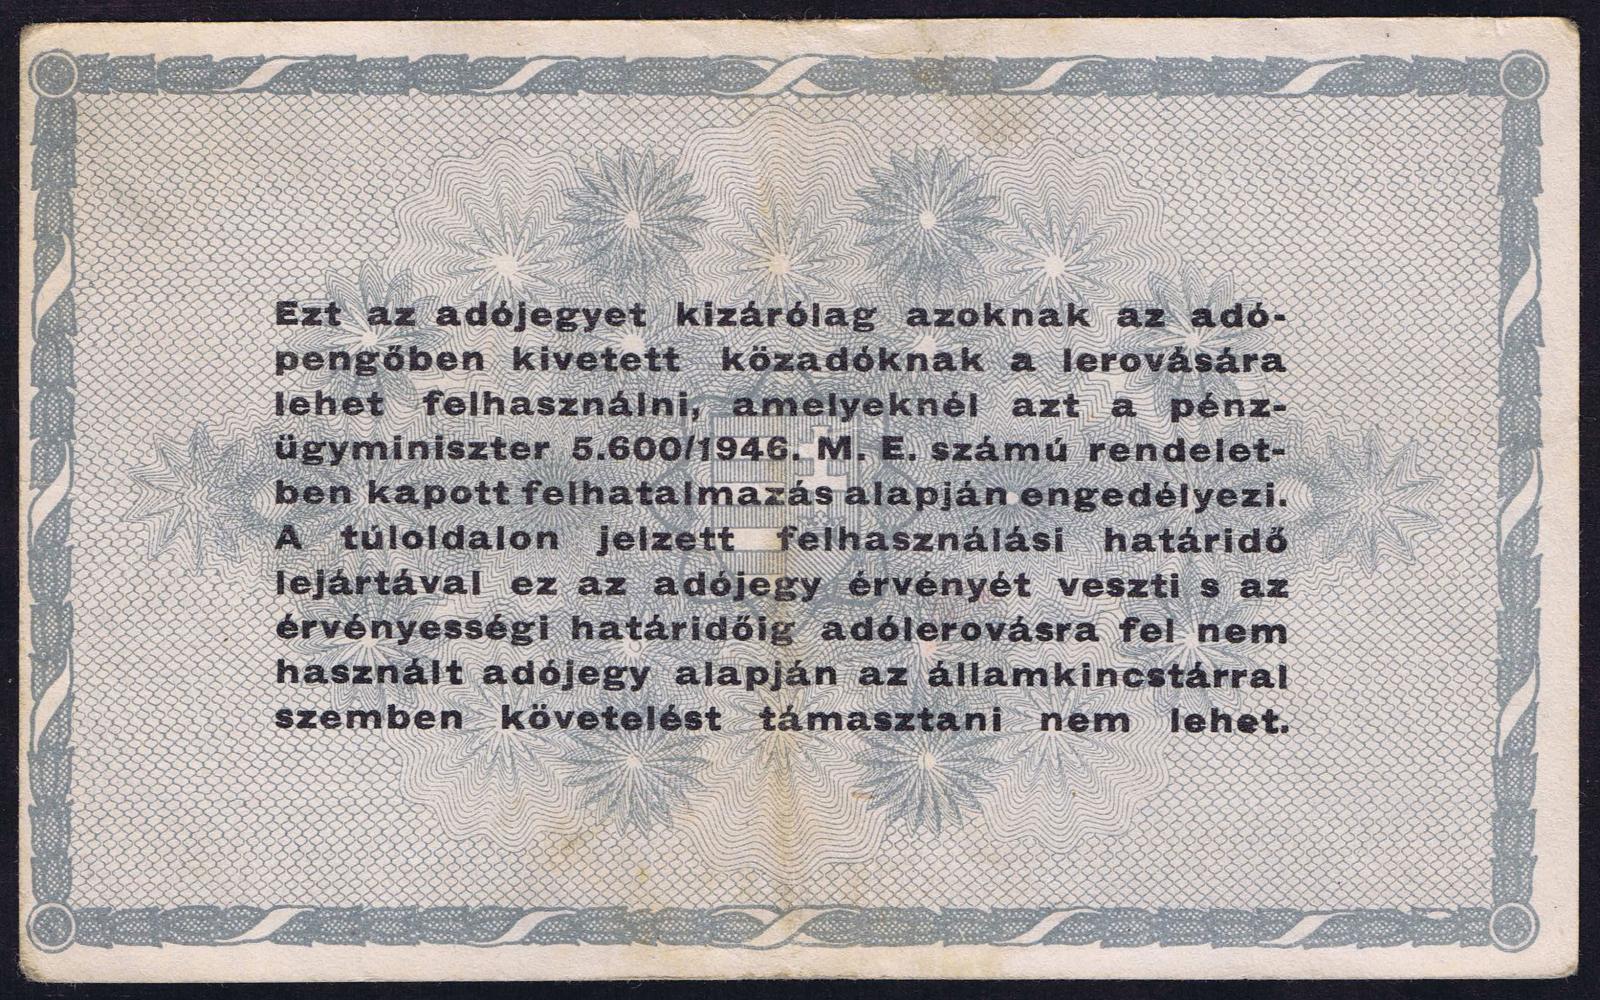 Ezt az adójegyet kizárólag azoknak az adó-
pengőben kivetett közadóknak a lerovására
lehet felhasználni, amelyeknél azt a pénz-
ügyminiszter 5.600/1946. M. E. számú rendelet-
ben kapott felhatalmazás alapján engedélyezi.
A túloldalon jelzett felhasználási határidő
lejártával ez az adójegy érvényét veszti s az
érvényességi határidőig adólerovásra fel nem
használt adójegy alapján az államkincstárral
szemben követelést támasztani nem lehet.